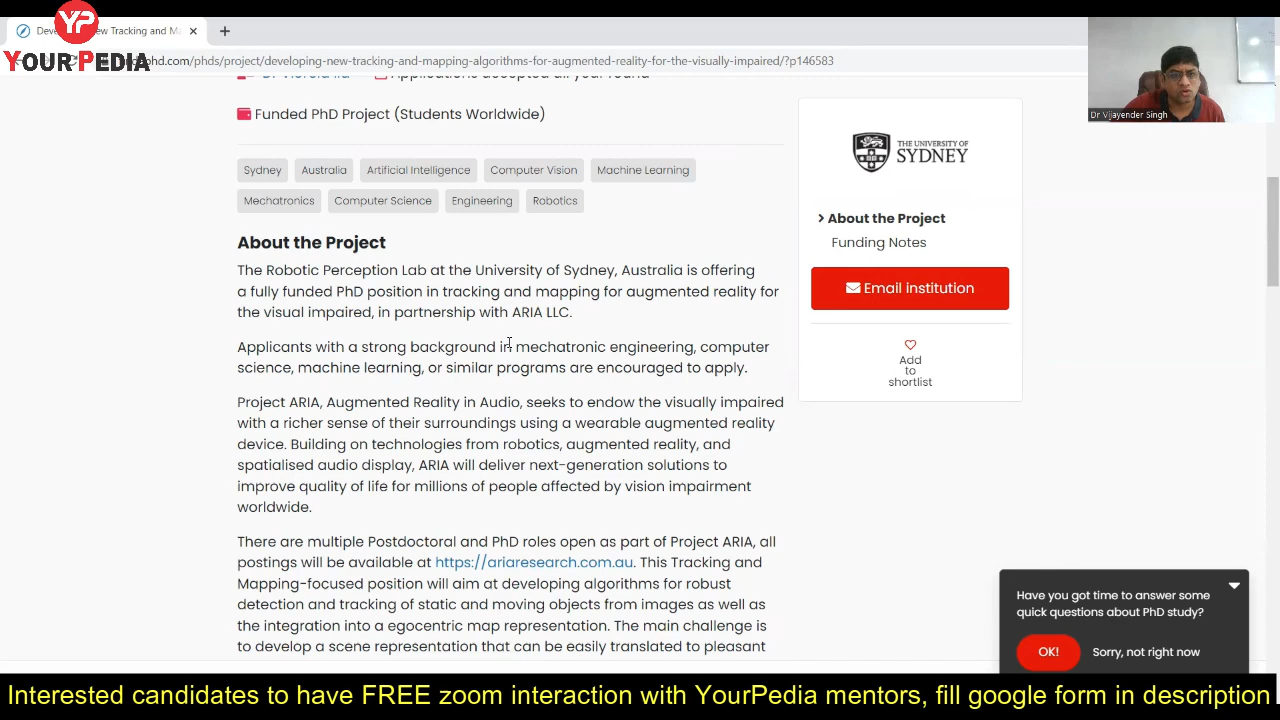 YP
YOURPEDIA
phd.com/phds/project/developing-new-tracking-and-mapping-algorithms-for-augmented-reality-for-the-visually-impaired/?p146583
Applications accepted all year round
Funded PhD Project (Students Worldwide)
Sydney Australia Artificial Intelligence Computer Vision Machine Learning
Mechatronics Computer Science Engineering Robotics
About the Project
The Robotic Perception Lab at the University of Sydney, Australia is offering
a fully funded PhD position in tracking and mapping for augmented reality for
the visual impaired, in partnership with ARIA LLC.
Applicants with a strong background in mechatronic engineering, computer
science, machine learning, or similar programs are encouraged to apply.
Project ARIA, Augmented Reality in Audio, seeks to endow the visually impaired
with a richer sense of their surroundings using a wearable augmented reality
device. Building on technologies from robotics, augmented reality, and
spatialised audio display, ARIA will deliver next-generation solutions to
improve quality of life for millions of people affected by vision impairment
worldwide.
There are multiple Postdoctoral and PhD roles open as part of Project ARIA, all
postings will be available at https://ariaresearch.com.au. This Tracking and
Mapping-focused position will aim at developing algorithms for robust
detection and tracking of static and moving objects from images as well as
the integration into a egocentric map representation. The main challenge is
to develop a scene representation that can be easily translated to pleasant
THE UNIVERSITY OF
SYDNEY
About the Project
Funding Notes
Email institution
Add
to
shortlist
Dr Vijayender Singh
Have you got time to answer some
quick questions about PhD study?
OK! Sorry, not right now
Interested candidates to have FREE zoom interaction with YourPedia mentors, fill google form in description